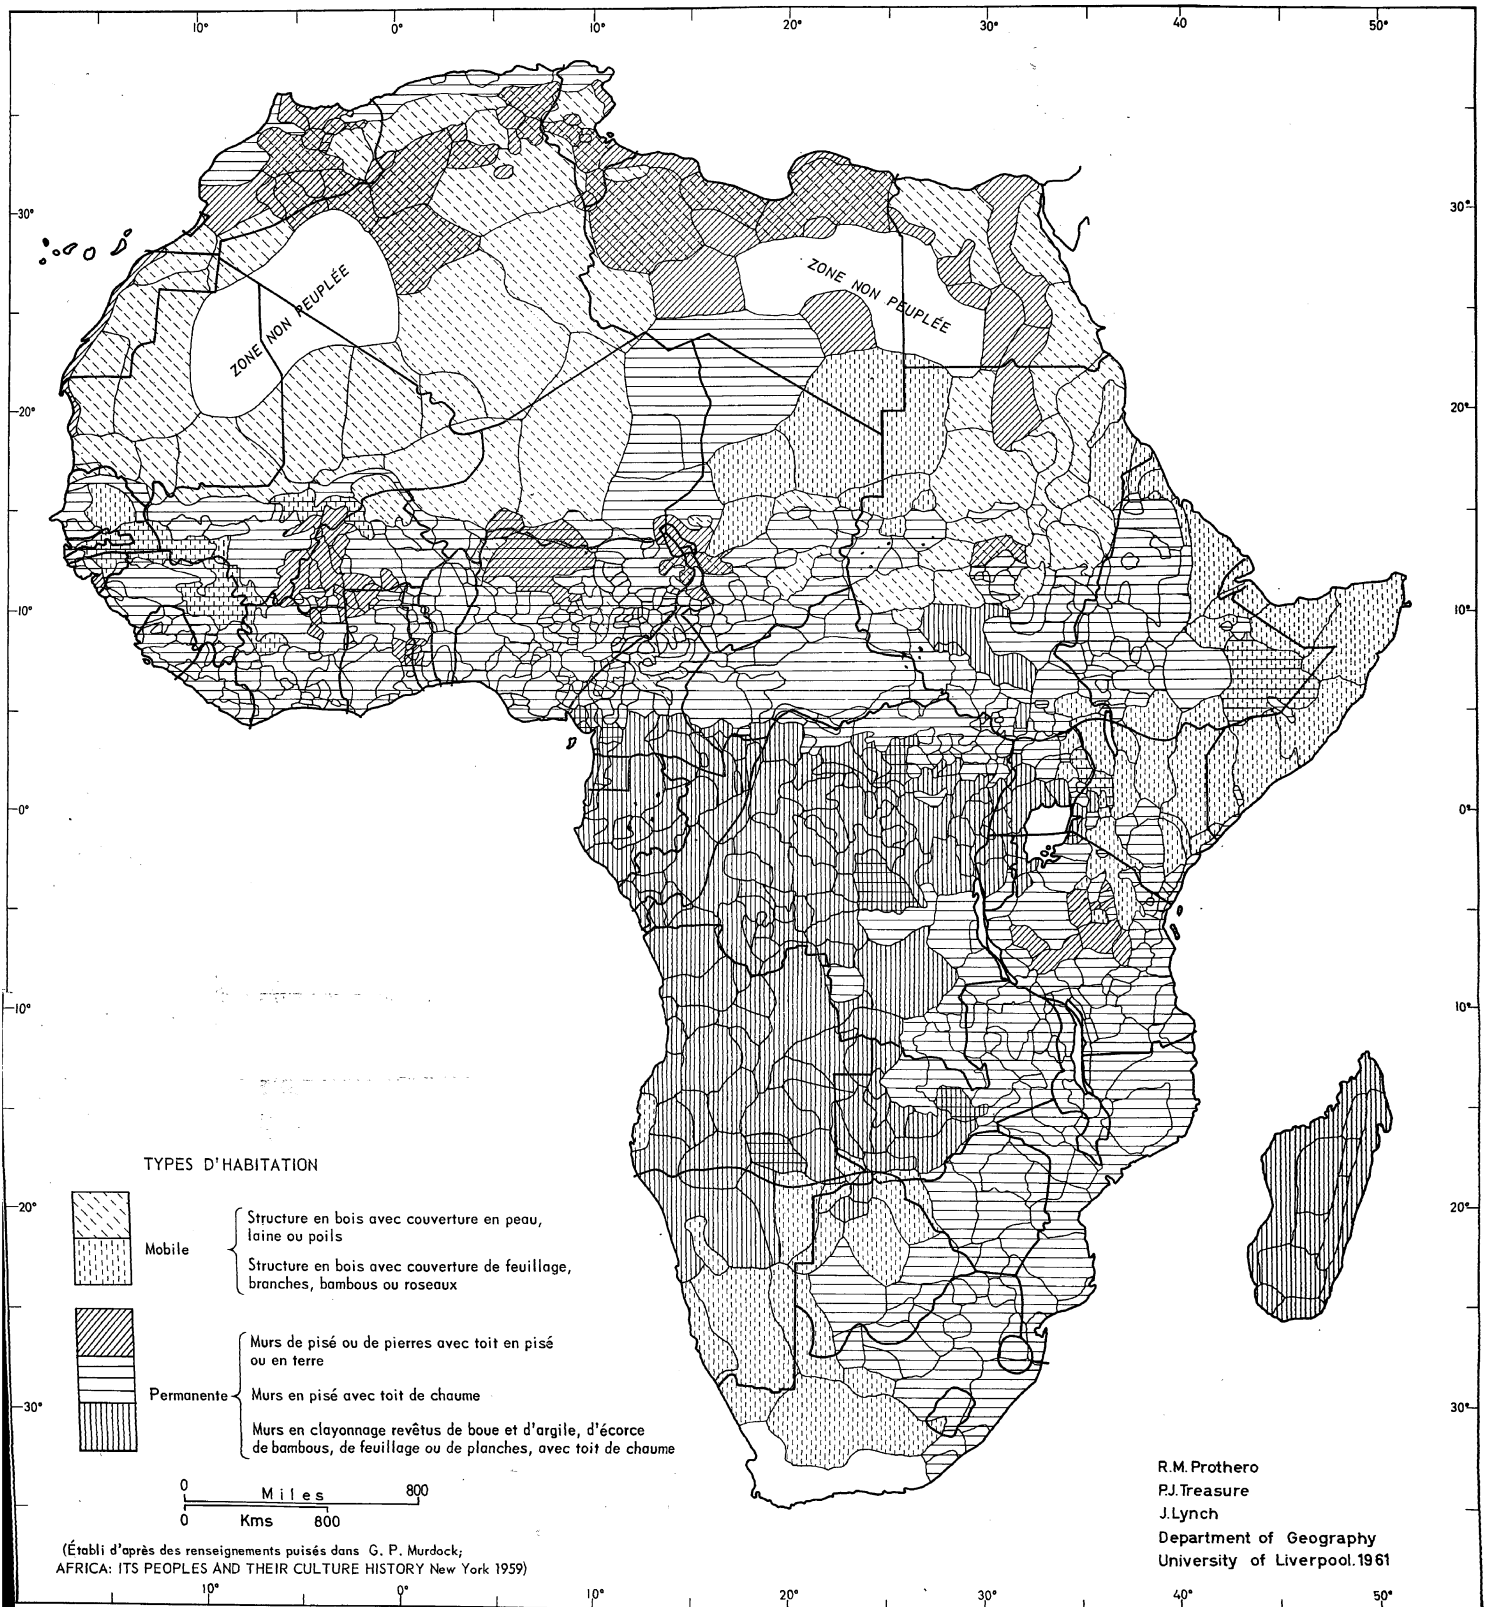 10° 0° 10° 20° 30° 40 50°
30° 30°
ZONE NON PEUPLÉE
ZONE NON PEUPLÉE
20° 20°
10° 10°
0° 0°
10° 10°
TYPES D'HABITATION
20° 20°
Mobile
Structure en bois avec couverture en peau,
laine ou poils
Structure en bois avec couverture de feuillage,
branches, bambous ou roseaux
Permanente
Murs de pisé ou de pierres avec toit en pisé
ou en terre
Murs en pisé avec toit de chaume
30° 30°
Murs en clayonnage revêtus de boue et d'argile, d'écorce
de bambous, de feuillage ou de planches, avec toit de chaume
0 Miles 800
0 Kms 800
(Établi d'après des renseignements puisés dans G. P. Murdock;
AFRICA: ITS PEOPLES AND THEIR CULTURE HISTORY New York 1959)
R.M. Prothero
P.J. Treasure
J. Lynch
Department of Geography
University of Liverpool.1961
10° 0° 10° 20° 30° 40° 50°